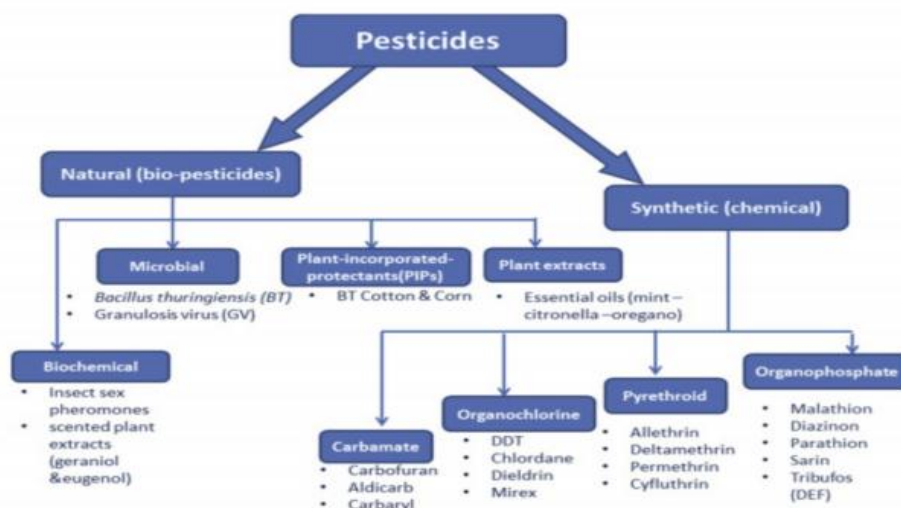 Pesticides
Natural (bio-pesticides)
Synthetic (chemical)
Microbial
• Bacillus thuringiensis (BT)
• Granulosis virus (GV)
Plant-incorporated-
protectants(PIPs)
• BT Cotton & Corn
Plant extracts
• Essential oils (mint –
citronella –oregano)
Biochemical
• Insect sex
pheromones
• scented plant
extracts
(geraniol
&eugenol)
Carbamate
• Carbofuran
• Aldicarb
• Carbaryl
Organochlorine
• DDT
• Chlordane
• Dieldrin
• Mirex
Pyrethroid
• Allethrin
• Deltamethrin
• Permethrin
• Cyfluthrin
Organophosphate
• Malathion
• Diazinon
• Parathion
• Sarin
• Tribufos
(DEF)